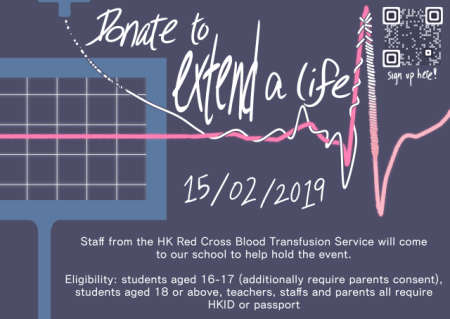 Donate to
extend a life
sign up here!
15/02/2019
Staff from the HK Red Cross Blood Transfusion Service will come
to our school to help hold the event.
Eligibility: students aged 16-17 (additionally require parents consent),
students aged 18 or above, teachers, staffs and parents all require
HKID or passport